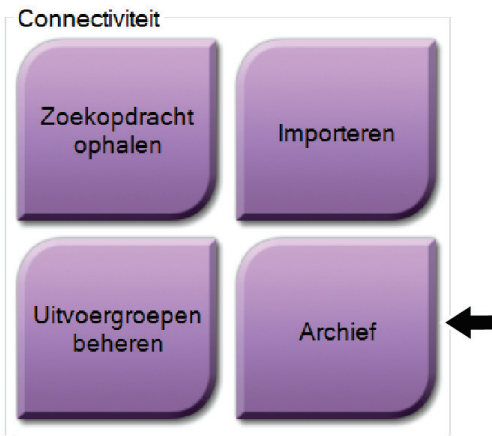 Connectiviteit
Zoekopdracht
ophalen
Importeren
Uitvoergroepen
beheren
Archief